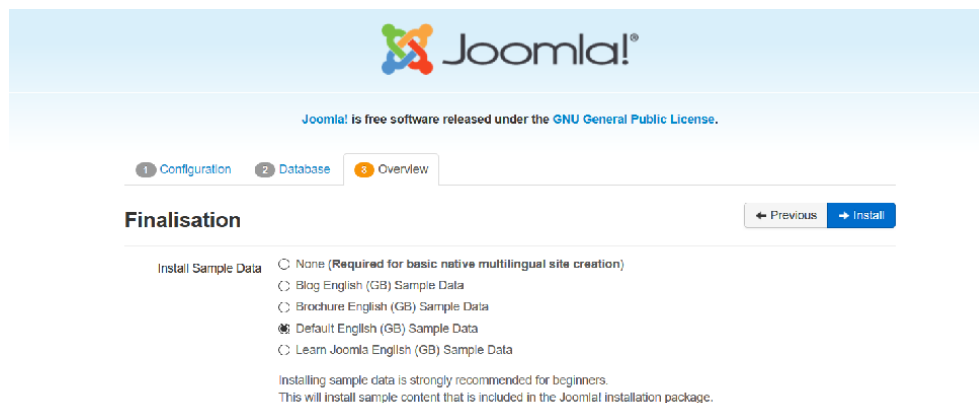 Joomla!®
Joomla! is free software released under the GNU General Public License.
1 Configuration 2 Database 3 Overview
Finalisation
Previous Install
Install Sample Data
None (Required for basic native multilingual site creation)
Blog English (GB) Sample Data
Brochure English (GB) Sample Data
Default English (GB) Sample Data
Learn Joomla English (GB) Sample Data
Installing sample data is strongly recommended for beginners.
This will install sample content that is included in the Joomla! installation package.